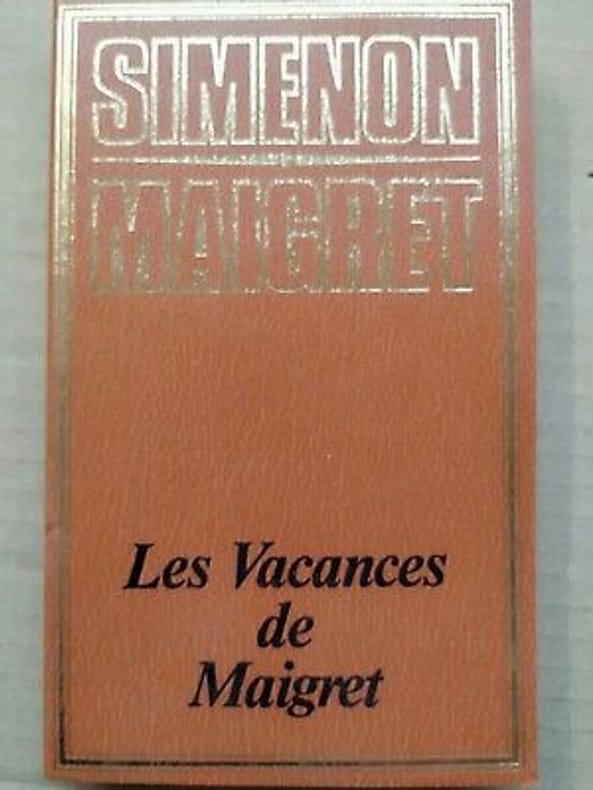 SIMENON
MAIGRET
Les Vacances
de
Maigret